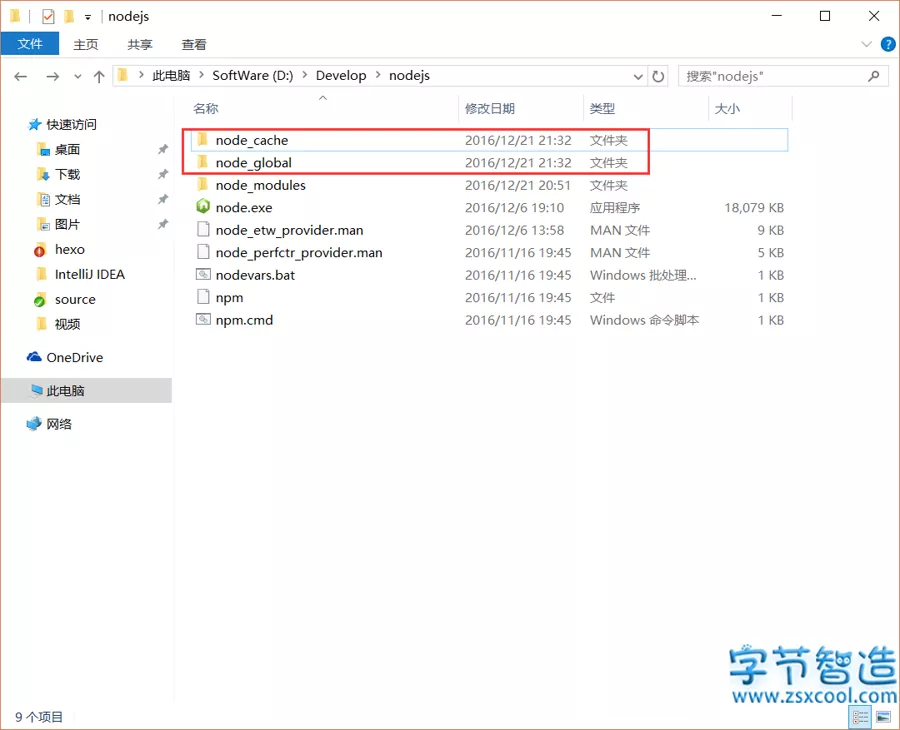 nodejs
文件 主页 共享 查看
此电脑 SoftWare (D:) Develop nodejs 搜索"nodejs"
名称 修改日期 类型 大小
快速访问
桌面
下载
文档
图片
hexo
IntelliJ IDEA
source
视频
OneDrive
此电脑
网络
node_cache 2016/12/21 21:32 文件夹
node_global 2016/12/21 21:32 文件夹
node_modules 2016/12/21 20:51 文件夹
node.exe 2016/12/6 19:10 应用程序 18,079 KB
node_etw_provider.man 2016/12/6 13:58 MAN 文件 9 KB
node_perfctr_provider.man 2016/11/16 19:45 MAN 文件 5 KB
nodevars.bat 2016/11/16 19:45 Windows 批处理... 1 KB
npm 2016/11/16 19:45 文件 1 KB
npm.cmd 2016/11/16 19:45 Windows 命令脚本 1 KB
字节智造
www.zsxcool.com
9 个项目